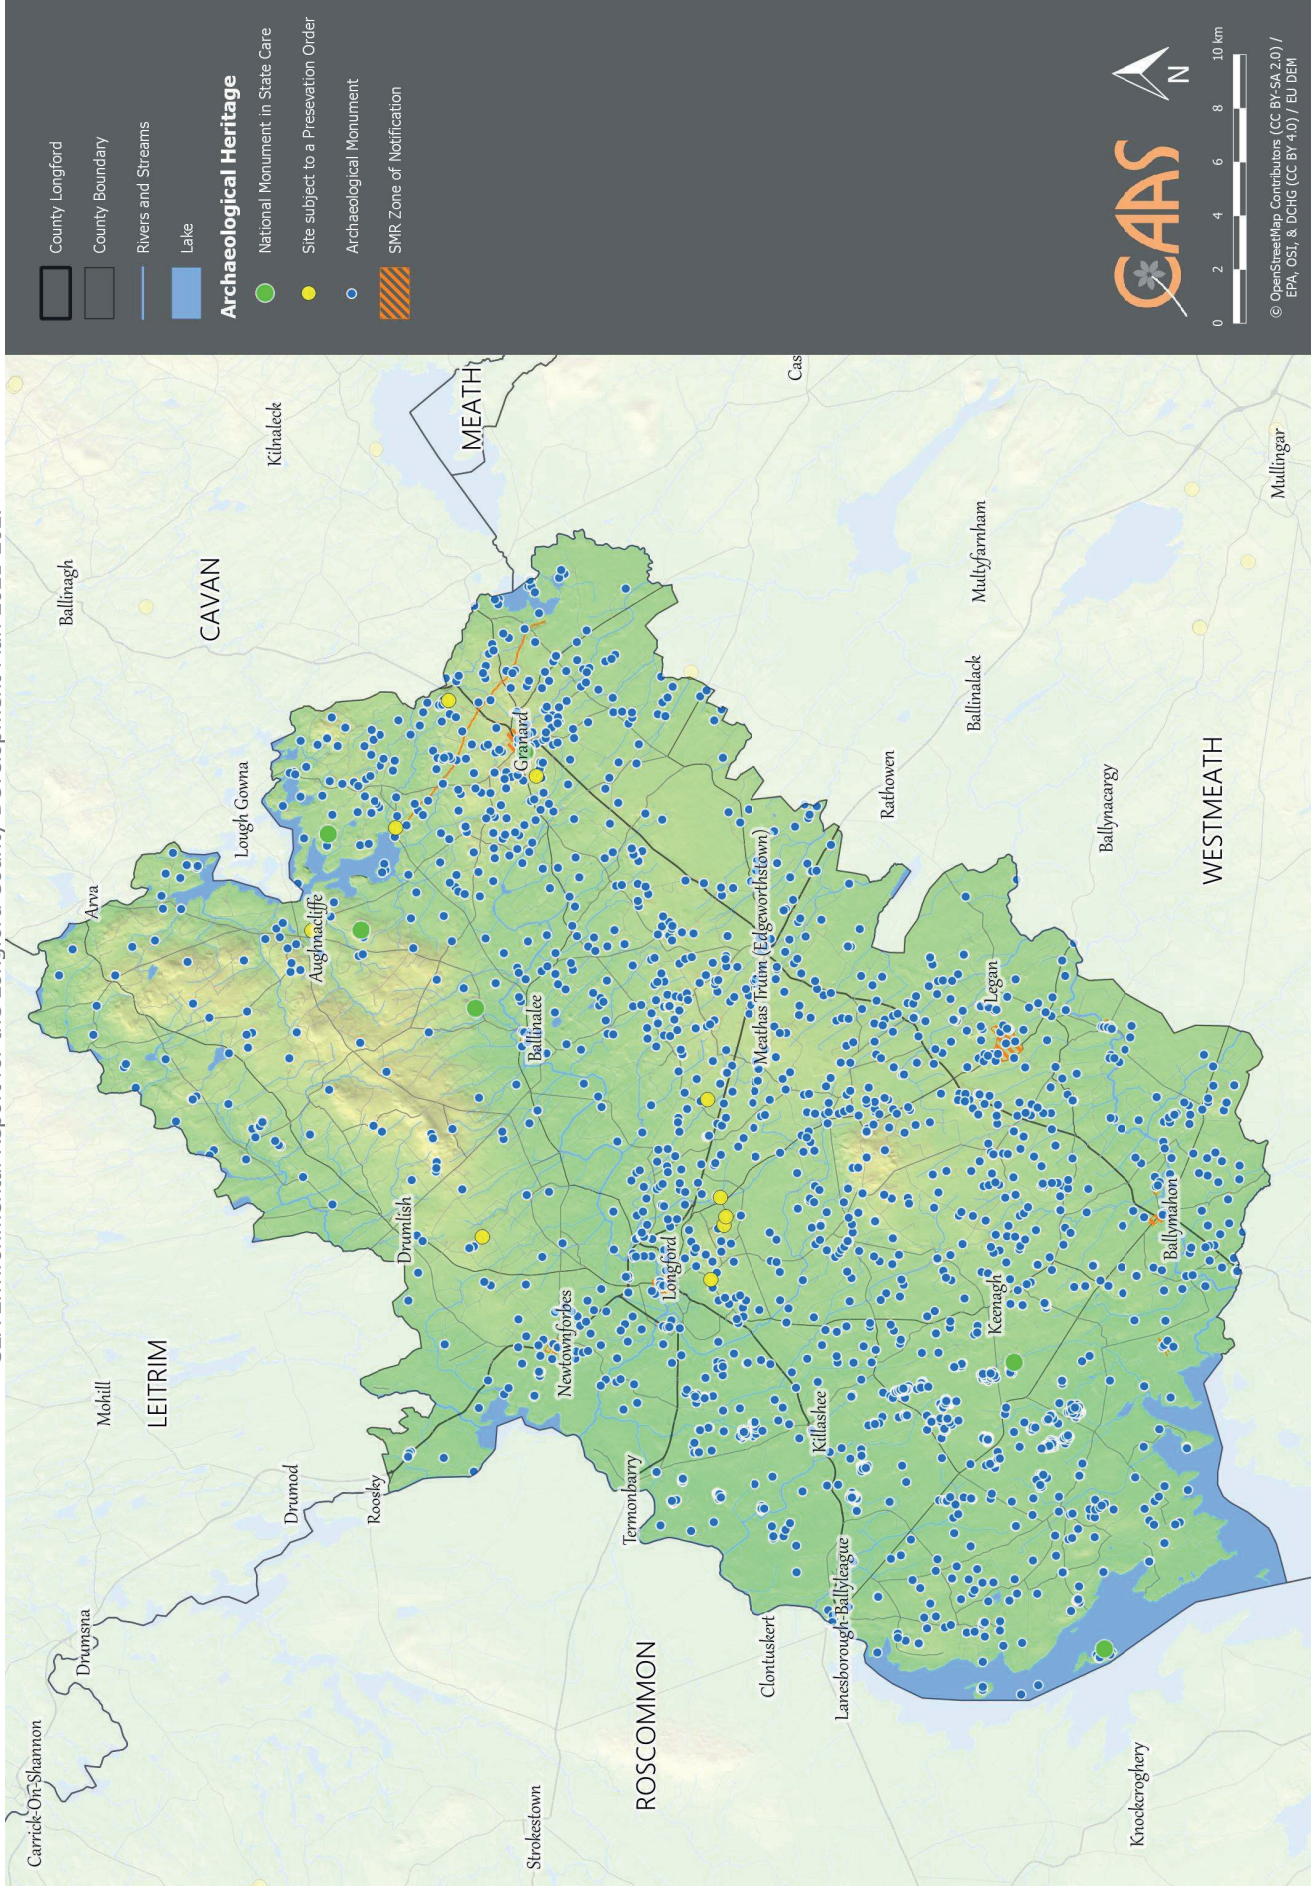 County Longford
County Boundary
Rivers and Streams
Lake
Archaeological Heritage
National Monument in State Care
Site subject to a Presevation Order
Archaeological Monument
SMR Zone of Notification
CAAS
N
0 2 4 6 8 10 km
© OpenStreetMap Contributors (CC BY-SA 2.0) /
EPA, OSI, & DCHG (CC BY 4.0) / EU DEM
Carrick-On-Shannon
Drumsna
Mohill
Arva
Ballinagh
LEITRIM
CAVAN
Drumod
Lough Gowna
Kilnaleck
Roosky
Aughnacliffe
Drumlish
MEATH
Strokestown
Newtownforbes
Ballinalee
Granard
ROSCOMMON
Termonbarry
Longford
Clontuskert
Meathas Truim (Edgeworthstown)
Cas
Killashee
Lanesborough-Ballyleague
Rathowen
Keenagh
Legan
Ballinalack
Multyfarnham
Knockcroghery
Ballymahon
Ballynacargy
WESTMEATH
Mullingar